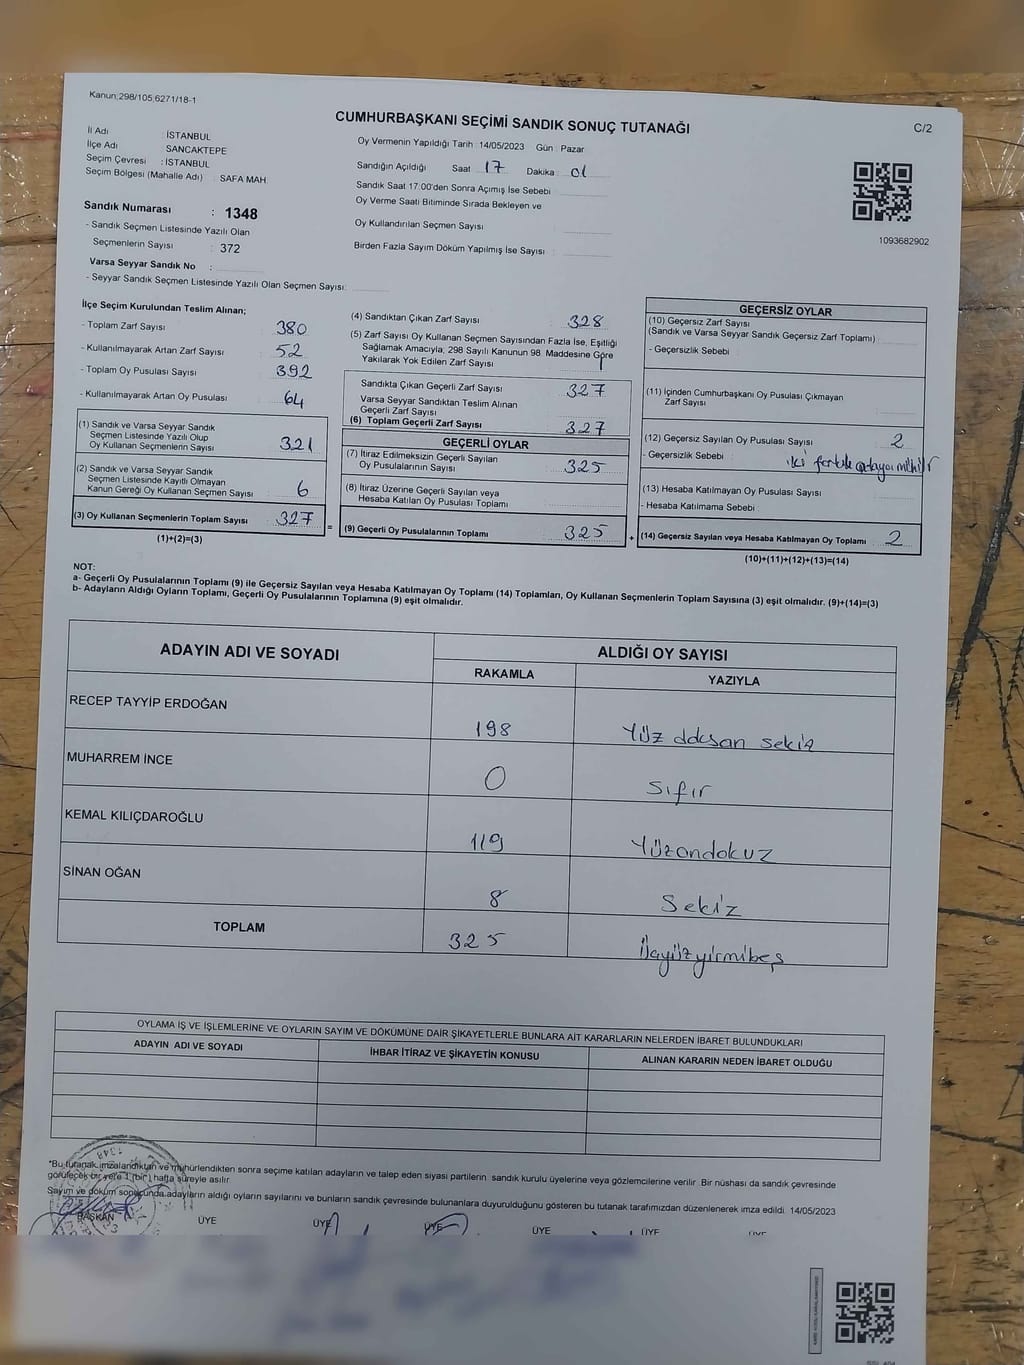 Kanun;298/105,6271/18-1
CUMHURBAŞKANI SEÇİMİ SANDIK SONUÇ TUTANAĞI
C/2
İl Adı : İSTANBUL
İlçe Adı SANCAKTEPE
Seçim Çevresi : İSTANBUL
Seçim Bölgesi (Mahalle Adı) : SAFA MAH
Oy Vermenin Yapıldığı Tarih : 14/05/2023 Gün : Pazar
Sandığın Açıldığı Saat 17 Dakika : 01
Sandık Saat 17:00'den Sonra Açımış İse Sebebi
Oy Verme Saati Bitiminde Sırada Bekleyen ve
Oy Kullandırılan Seçmen Sayısı
Birden Fazla Sayım Döküm Yapılmış İse Sayısı
1093682902
Sandık Numarası : 1348
- Sandık Seçmen Listesinde Yazılı Olan
Seçmenlerin Sayısı : 372
Varsa Seyyar Sandık No :
- Seyyar Sandık Seçmen Listesinde Yazılı Olan Seçmen Sayısı:
İlçe Seçim Kurulundan Teslim Alınan;
- Toplam Zarf Sayısı : 380
- Kullanılmayarak Artan Zarf Sayısı : 52
- Toplam Oy Pusulası Sayısı : 392
- Kullanılmayarak Artan Oy Pusulası : 64
(1) Sandık ve Varsa Seyyar Sandık
Seçmen Listesinde Yazılı Olup
Oy Kullanan Seçmenlerin Sayısı : 321
(2) Sandık ve Varsa Seyyar Sandık
Seçmen Listesinde Kayıtlı Olmayan
Kanun Gereği Oy Kullanan Seçmen Sayısı : 6
(3) Oy Kullanan Seçmenlerin Toplam Sayısı : 327
(1)+(2)=(3)
(4) Sandıktan Çıkan Zarf Sayısı : 328
(5) Zarf Sayısı Oy Kullanan Seçmen Sayısından Fazla İse, Eşitliği
Sağlamak Amacıyla; 298 Sayılı Kanunun 98. Maddesine Göre
Yakılarak Yok Edilen Zarf Sayısı : 1
Sandıkta Çıkan Geçerli Zarf Sayısı : 327
Varsa Seyyar Sandıktan Teslim Alınan
Geçerli Zarf Sayısı
(6) Toplam Geçerli Zarf Sayısı : 327
GEÇERLİ OYLAR
(7) İtiraz Edilmeksizin Geçerli Sayılan
Oy Pusulalarının Sayısı : 325
(8) İtiraz Üzerine Geçerli Sayılan veya
Hesaba Katılan Oy Pusulası Toplamı :
= (9) Geçerli Oy Pusulalarının Toplamı : 325
GEÇERSİZ OYLAR
(10) Geçersiz Zarf Sayısı
(Sandık ve Varsa Seyyar Sandık Geçersiz Zarf Toplamı) :
- Geçersizlik Sebebi :
(11) İçinden Cumhurbaşkanı Oy Pusulası Çıkmayan
Zarf Sayısı
(12) Geçersiz Sayılan Oy Pusulası Sayısı : 2
- Geçersizlik Sebebi : iki farklı
(13) Hesaba Katılmayan Oy Pusulası Sayısı
- Hesaba Katılmama Sebebi :
+ (14) Geçersiz Sayılan veya Hesaba Katılmayan Oy Toplamı : 2
(10)+(11)+(12)+(13)=(14)
NOT:
a- Geçerli Oy Pusulalarının Toplamı (9) ile Geçersiz Sayılan veya Hesaba Katılmayan Oy Toplamı (14) Toplamları, Oy Kullanan Seçmenlerin Toplam Sayısına (3) eşit olmalıdır. (9)+(14)=(3)
b- Adayların Aldığı Oyların Toplamı, Geçerli Oy Pusulalarının Toplamına (9) eşit olmalıdır.
ADAYIN ADI VE SOYADI
ALDIĞI OY SAYISI
RAKAMLA YAZIYLA
RECEP TAYYİP ERDOĞAN 198 Yüz doksan sekiz
MUHARREM İNCE 0 Sıfır
KEMAL KILIÇDAROĞLU 119 Yüzondokuz
SİNAN OĞAN 8 Sekiz
TOPLAM 325 Üçyüzyirmibeş
OYLAMA İŞ VE İŞLEMLERİNE VE OYLARIN SAYIM VE DÖKÜMÜNE DAİR ŞİKAYETLERLE BUNLARA AİT KARARLARIN NELERDEN İBARET BULUNDUKLARI
ADAYIN ADI VE SOYADI İHBAR İTİRAZ VE ŞİKAYETİN KONUSU ALINAN KARARIN NEDEN İBARET OLDUĞU
*Bu tutanak imzalandıktan ve mühürlendikten sonra seçime katılan adayların ve talep eden siyasi partilerin sandık kurulu üyelerine veya gözlemcilerine verilir. Bir nüshası da sandık çevresinde
görülecek bir yere 1 (bir) hafta süreyle asılır.
Sayım ve döküm sonucunda adayların aldığı oyların sayılarını ve bunların sandık çevresinde bulunanlara duyurulduğunu gösteren bu tutanak tarafımızdan düzenlenerek imza edildi. 14/05/2023
BAŞKAN ÜYE ÜYE ÜYE ÜYE ÜYE ÜYE